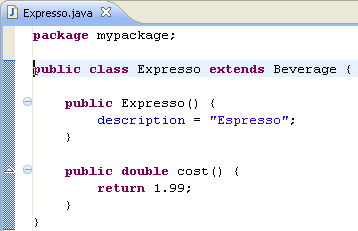 Expresso.java
package mypackage;
public class Expresso extends Beverage {
public Expresso() {
description = "Espresso";
}
public double cost() {
return 1.99;
}
}